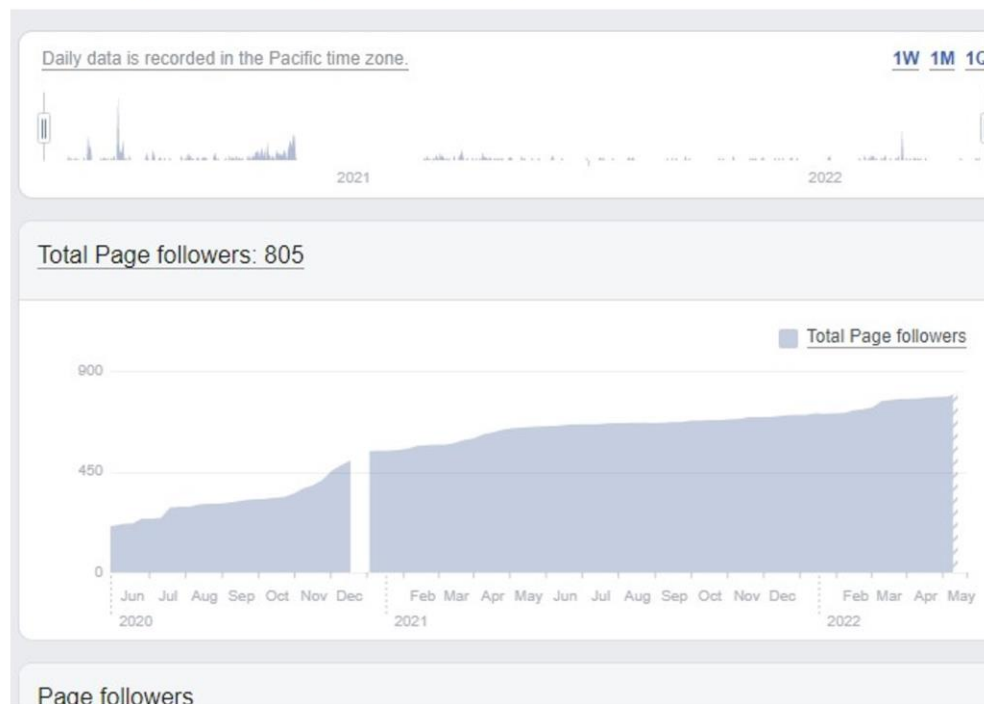 Daily data is recorded in the Pacific time zone.
1W 1M 1Q
2021 2022
Total Page followers: 805
Total Page followers
900
450
0
Jun Jul Aug Sep Oct Nov Dec Feb Mar Apr May Jun Jul Aug Sep Oct Nov Dec Feb Mar Apr May
2020 2021 2022
Page followers